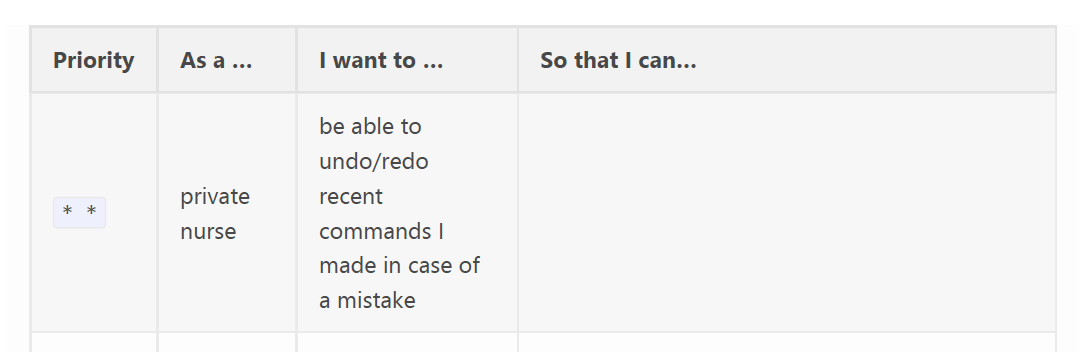 Priority As a ... I want to ... So that I can...
be able to
undo/redo
recent
commands I
made in case of
a mistake
* *
private
nurse